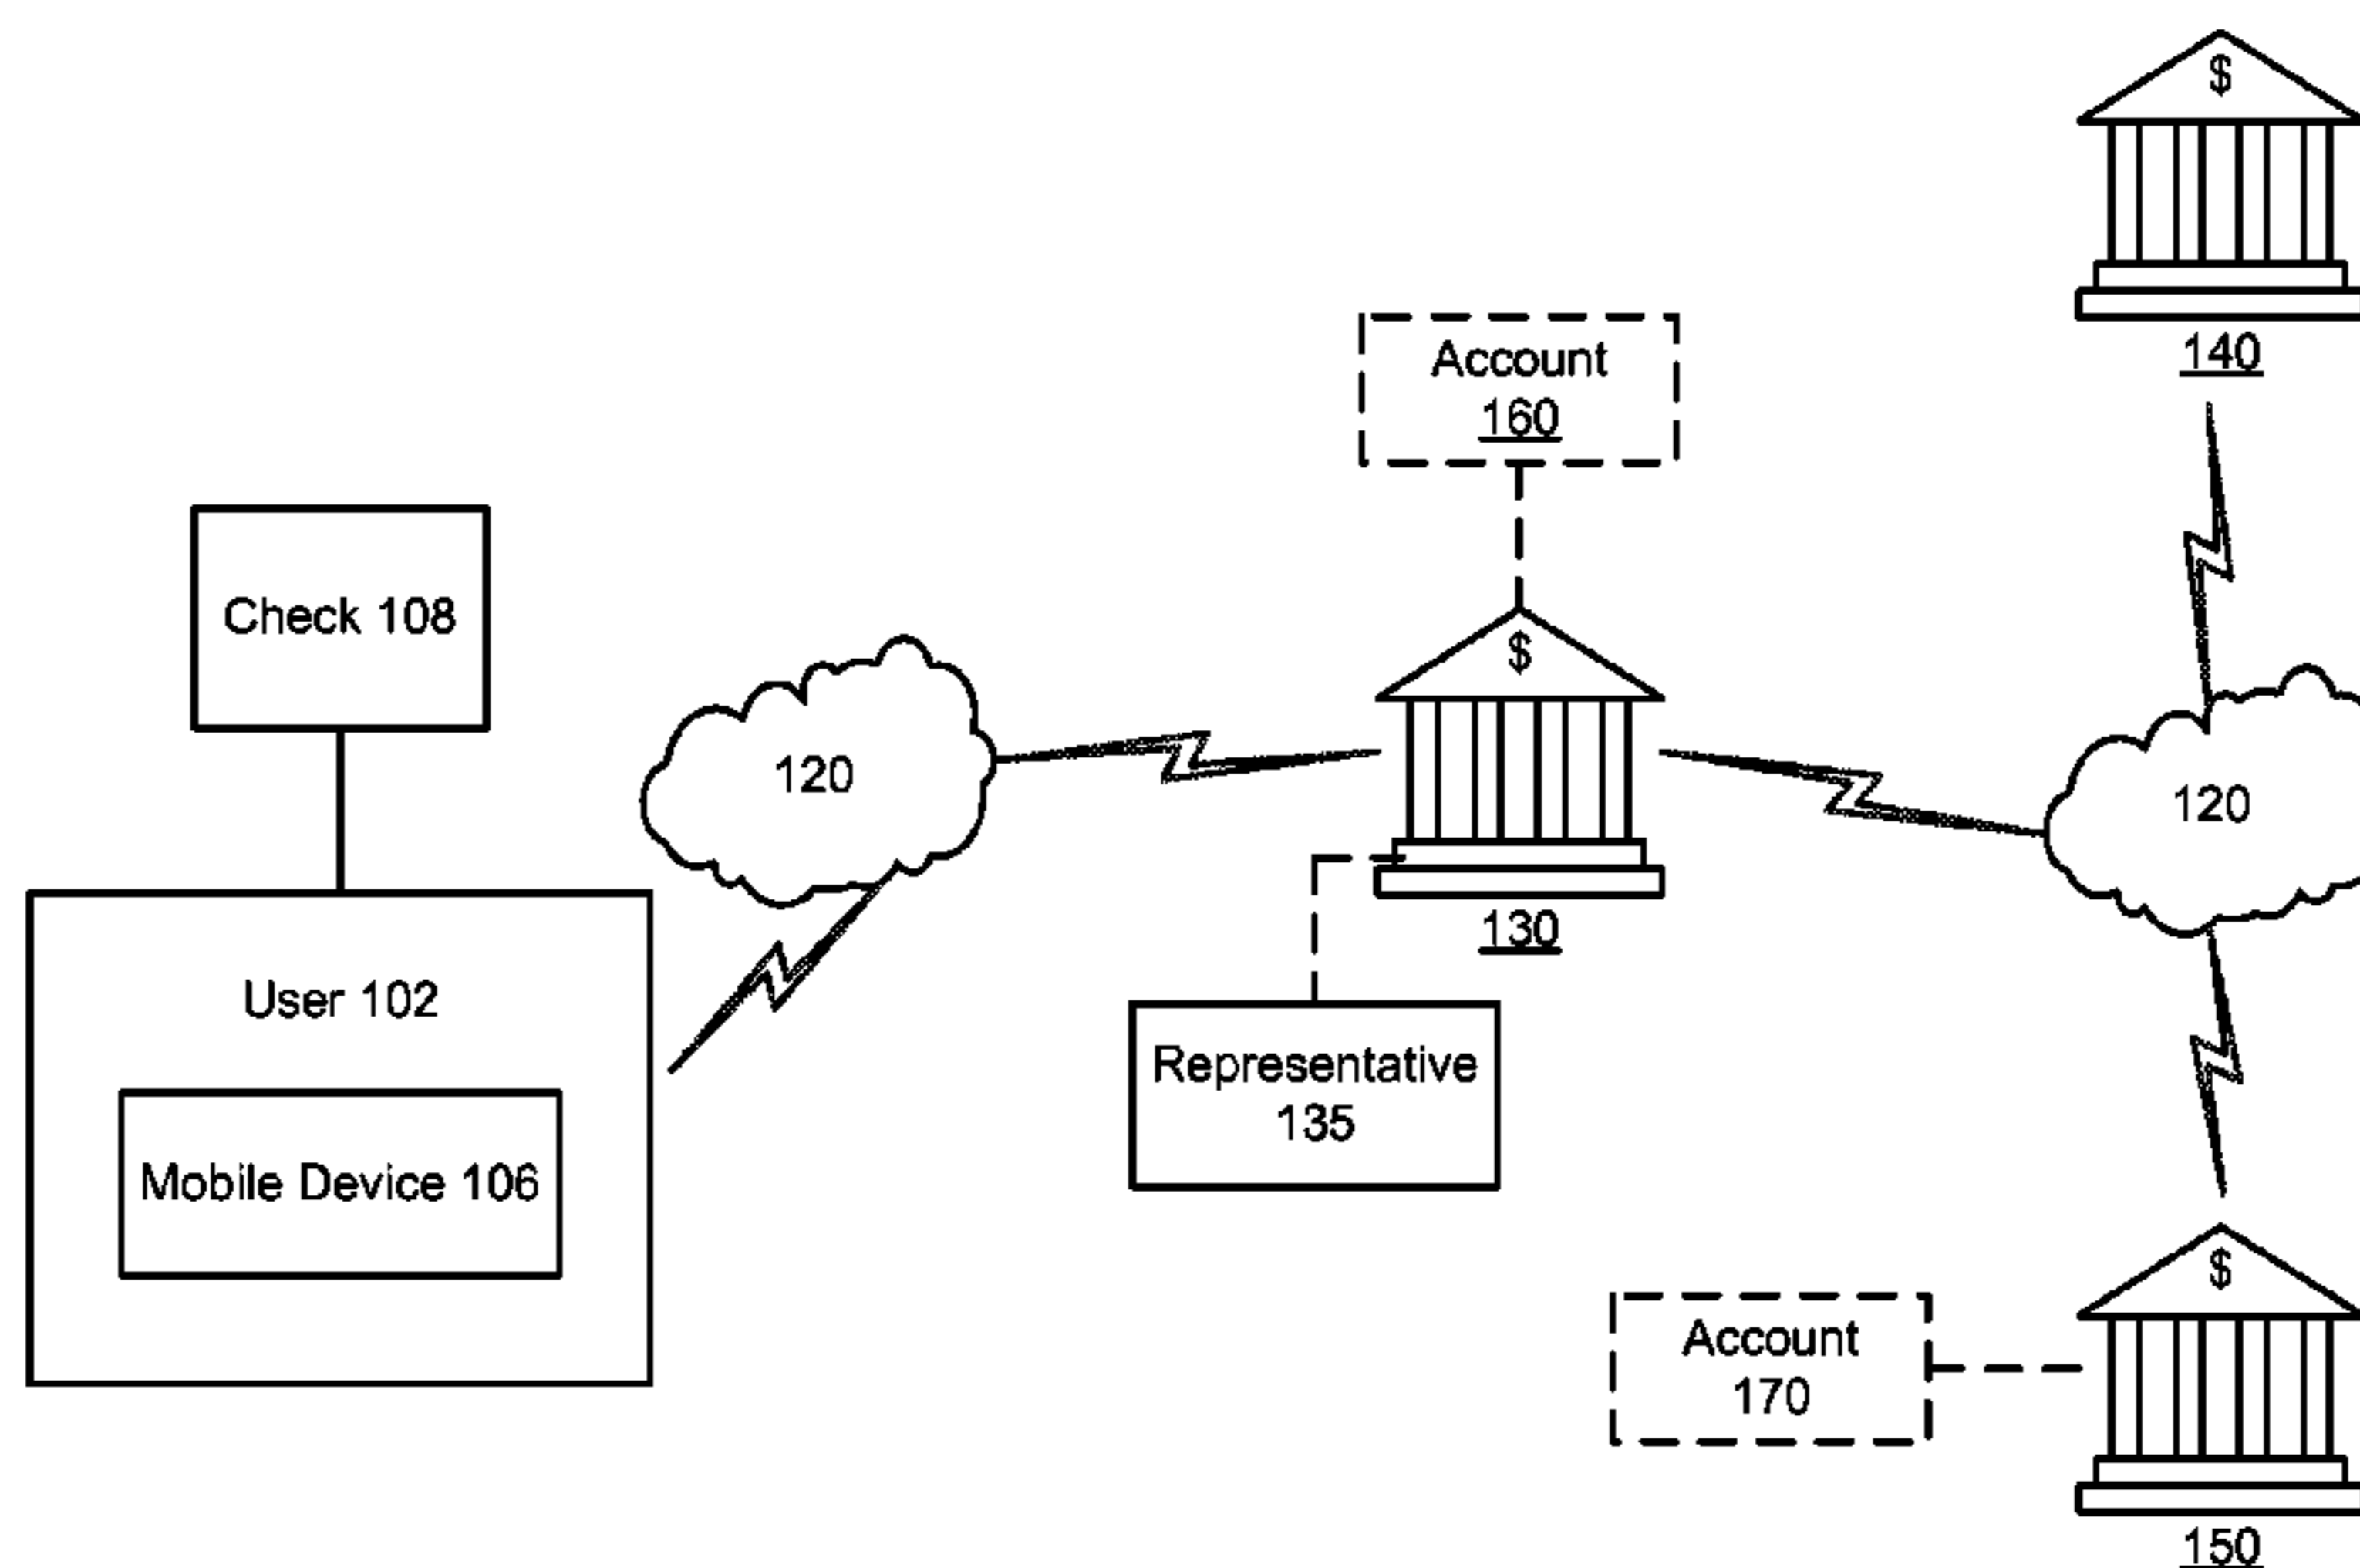 $
140
Account
160
Check 108
$
120
120
130
User 102
Representative
135
Mobile Device 106
$
Account
170
150